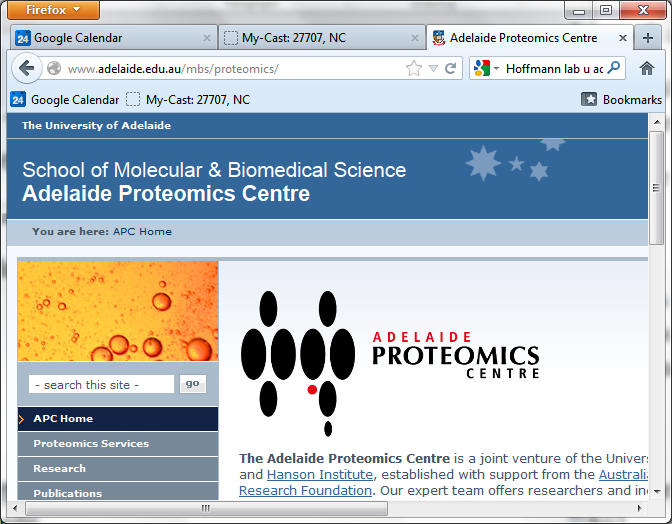 Firefox
Google Calendar
My-Cast: 27707, NC
Adelaide Proteomics Centre
www.adelaide.edu.au/mbs/proteomics/
Hoffmann lab u
24 Google Calendar
My-Cast: 27707, NC
Bookmarks
The University of Adelaide
School of Molecular & Biomedical Science
Adelaide Proteomics Centre
You are here: APC Home
ADELAIDE
PROTEOMICS
CENTRE
- search this site -
go
APC Home
Proteomics Services
Research
Publications
The Adelaide Proteomics Centre is a joint venture of the
and Hanson Institute, established with support from the
Research Foundation. Our expert team offers researchers and